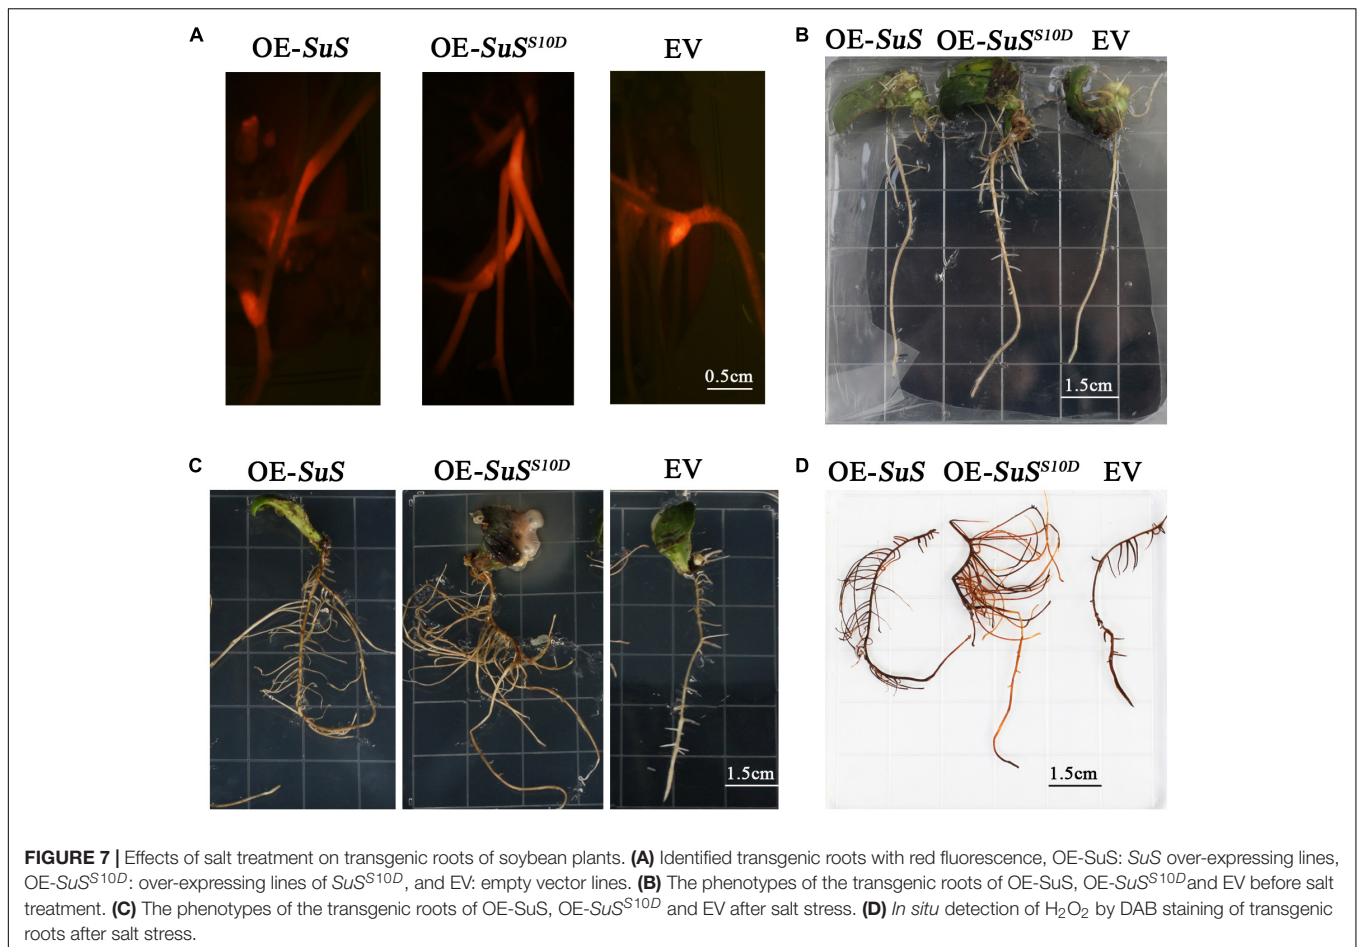 A
OE-SuS OE-SuS^S10D EV
0.5cm
B
OE-SuS OE-SuS^S10D EV
1.5cm
C
OE-SuS OE-SuS^S10D EV
1.5cm
D
OE-SuS OE-SuS^S10D EV
1.5cm
FIGURE 7 | Effects of salt treatment on transgenic roots of soybean plants. (A) Identified transgenic roots with red fluorescence, OE-SuS: SuS over-expressing lines,
OE-SuS^S10D: over-expressing lines of SuS^S10D, and EV: empty vector lines. (B) The phenotypes of the transgenic roots of OE-SuS, OE-SuS^S10D and EV before salt
treatment. (C) The phenotypes of the transgenic roots of OE-SuS, OE-SuS^S10D and EV after salt stress. (D) In situ detection of H₂O₂ by DAB staining of transgenic
roots after salt stress.